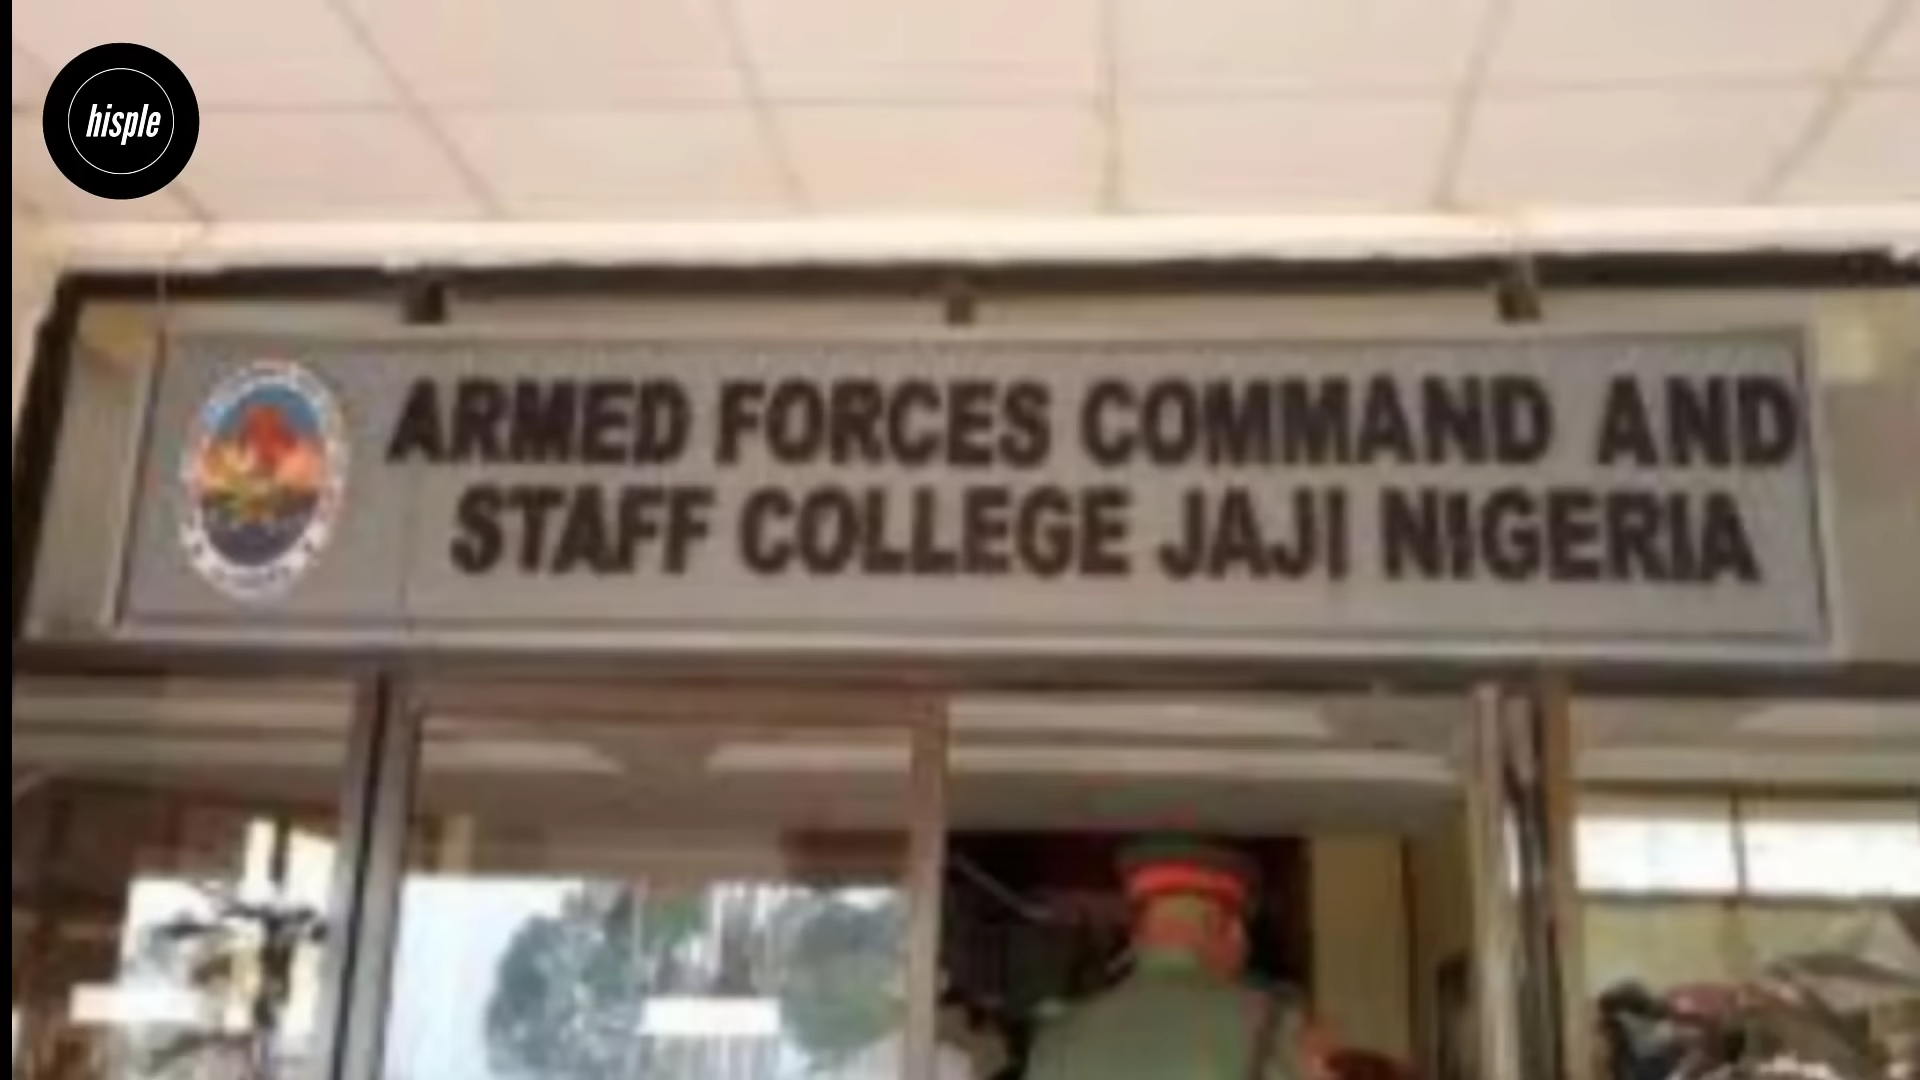 hisple
ARMED FORCES COMMAND AND
STAFF COLLEGE JAJI NIGERIA